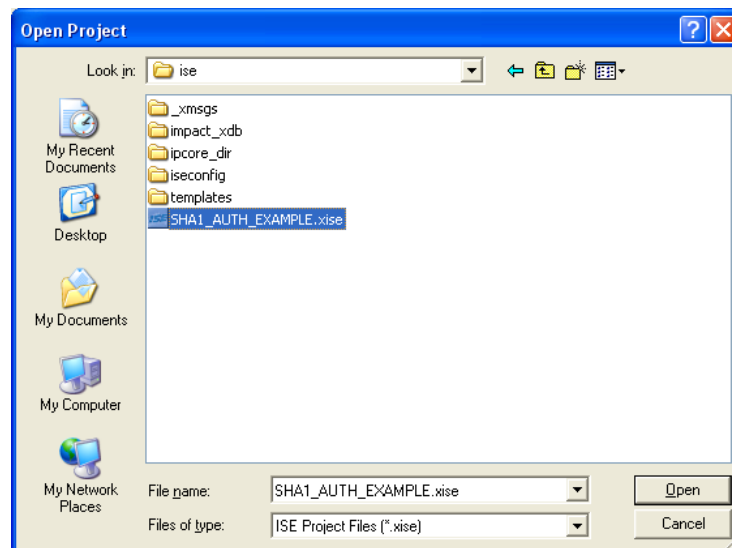 Open Project
Look in:
ise
_xmsgs
impact_xdb
ipcore_dir
iseconfig
templates
ISE SHA1_AUTH_EXAMPLE.xise
My Recent
Documents
Desktop
My Documents
My Computer
My Network
Places
File name:
SHA1_AUTH_EXAMPLE.xise
Open
Files of type:
ISE Project Files (*.xise)
Cancel